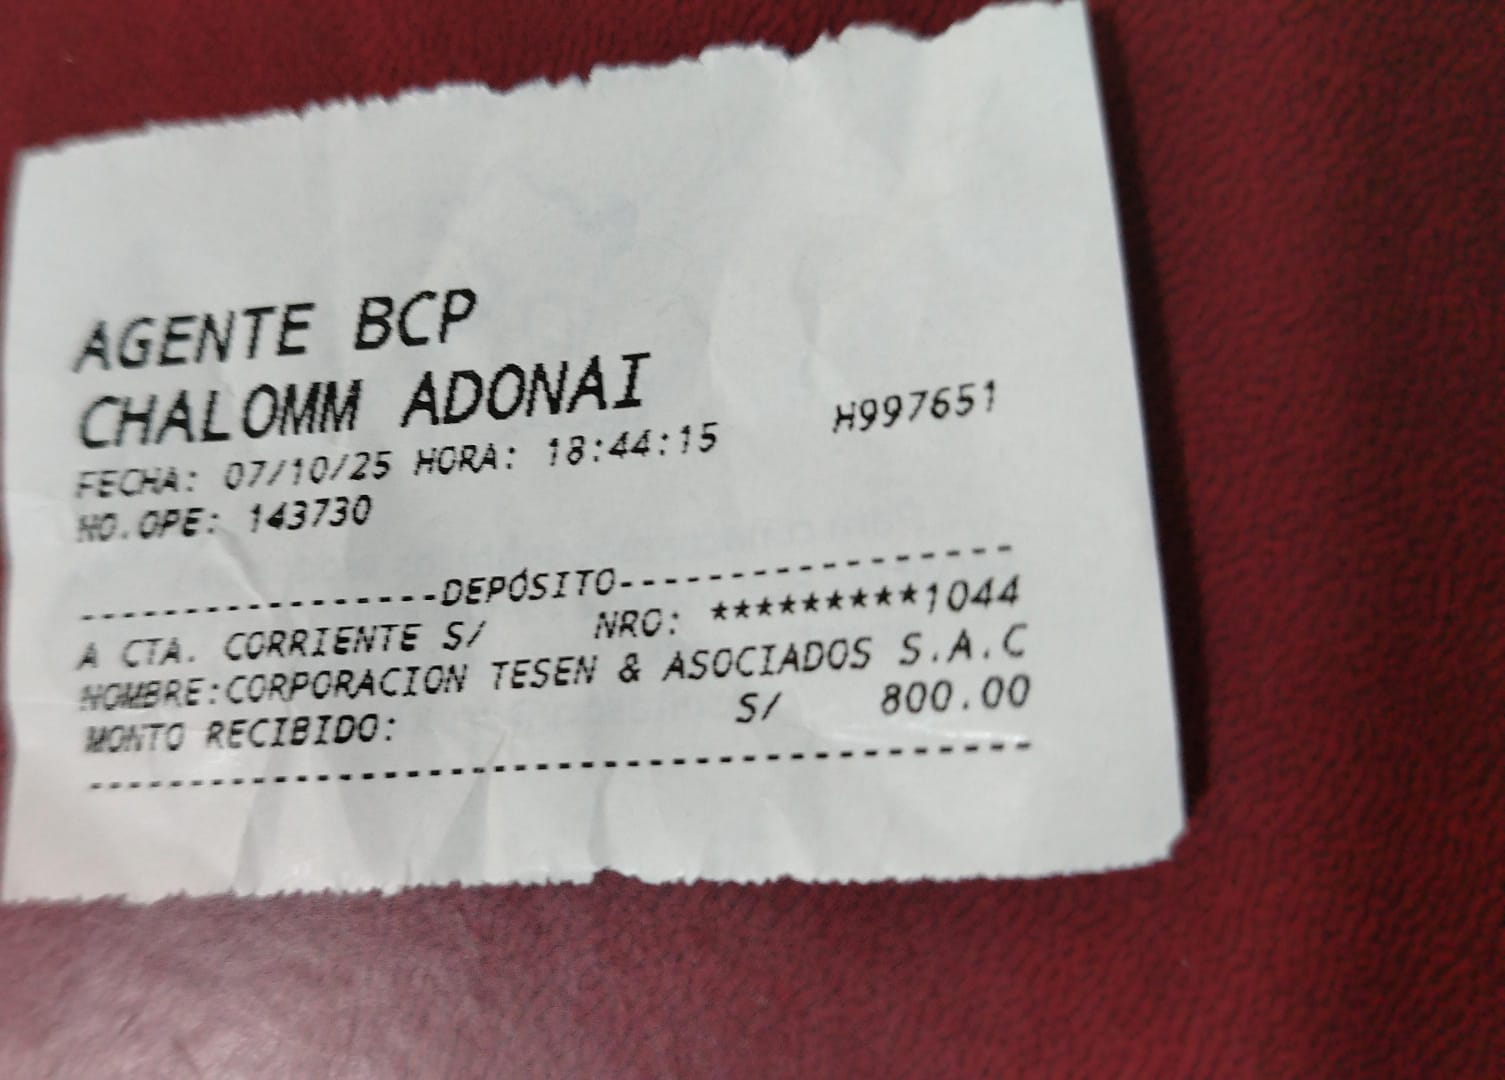 AGENTE BCP
CHALOMM ADONAI
FECHA: 07/10/25 HORA: 18:44:15 H997651
NO.OPE: 143730
-----------------DEPÓSITO------------------
A CTA. CORRIENTE S/ NRO: *********1044
NOMBRE:CORPORACION TESEN & ASOCIADOS S.A.C
MONTO RECIBIDO: S/ 800.00
---------------------------------------------